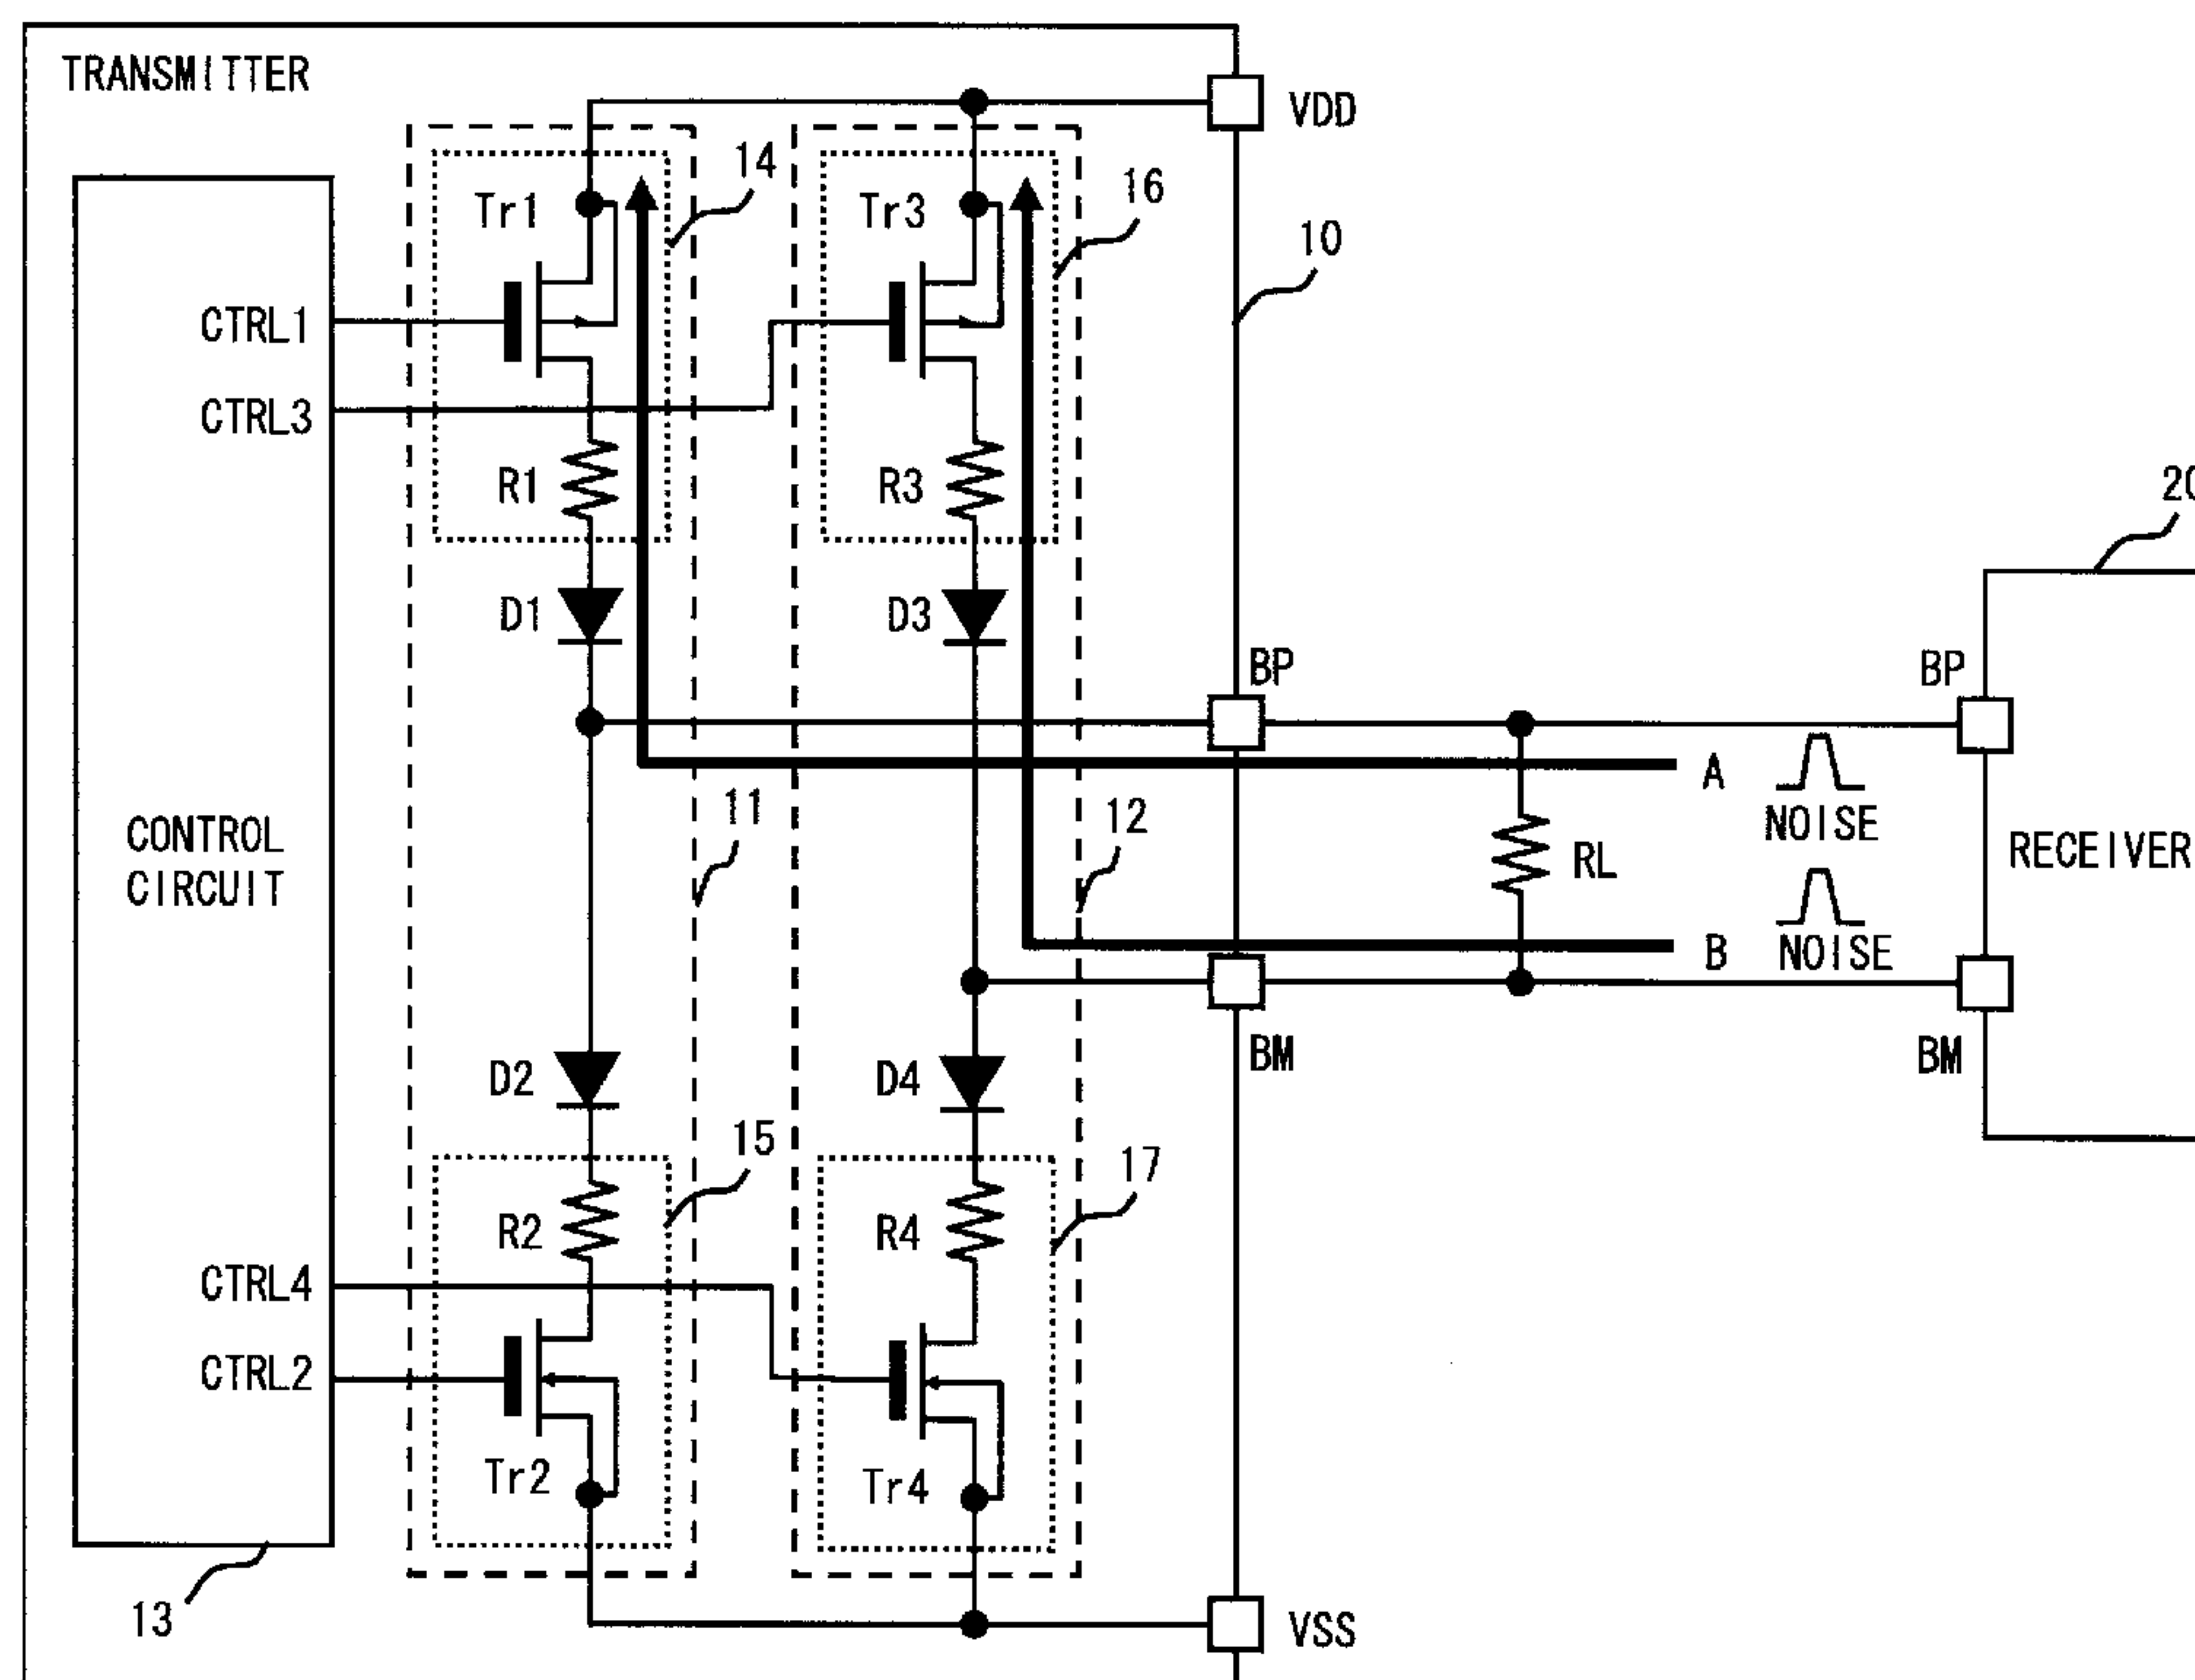 TRANSMITTER
VDD
14
16
10
Tr1
Tr3
CTRL1
CTRL3
R1
R3
20
D1
D3
BP
BP
A
NOISE
11
12
CONTROL
CIRCUIT
RL
RECEIVER
B
NOISE
BM
BM
D2
D4
15
17
R2
R4
CTRL4
CTRL2
Tr2
Tr4
13
VSS